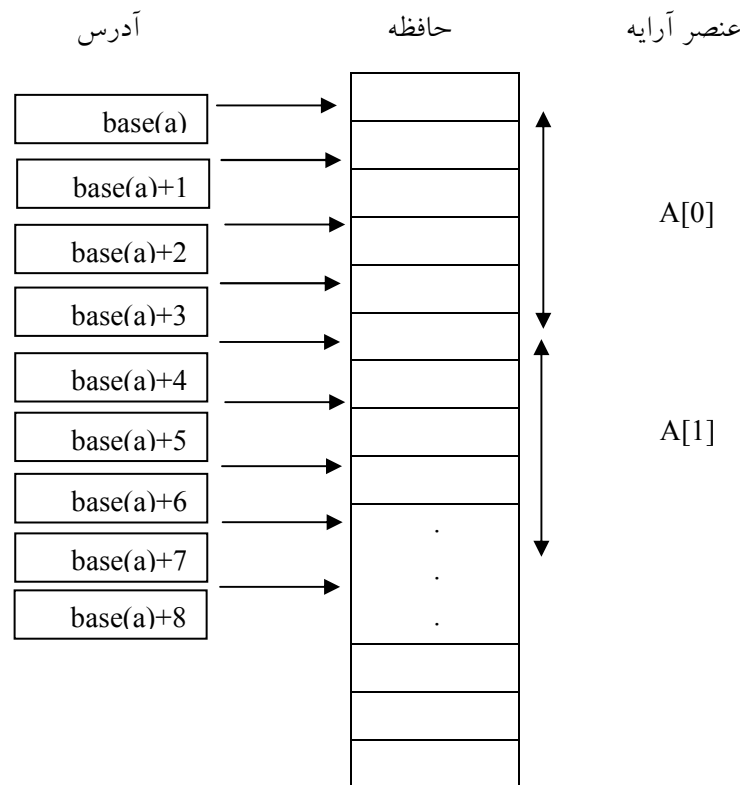 عنصر آرایه حافظه آدرس
base(a)
base(a)+1
A[0]
base(a)+2
base(a)+3
base(a)+4
A[1]
base(a)+5
base(a)+6
.
base(a)+7
.
base(a)+8
.